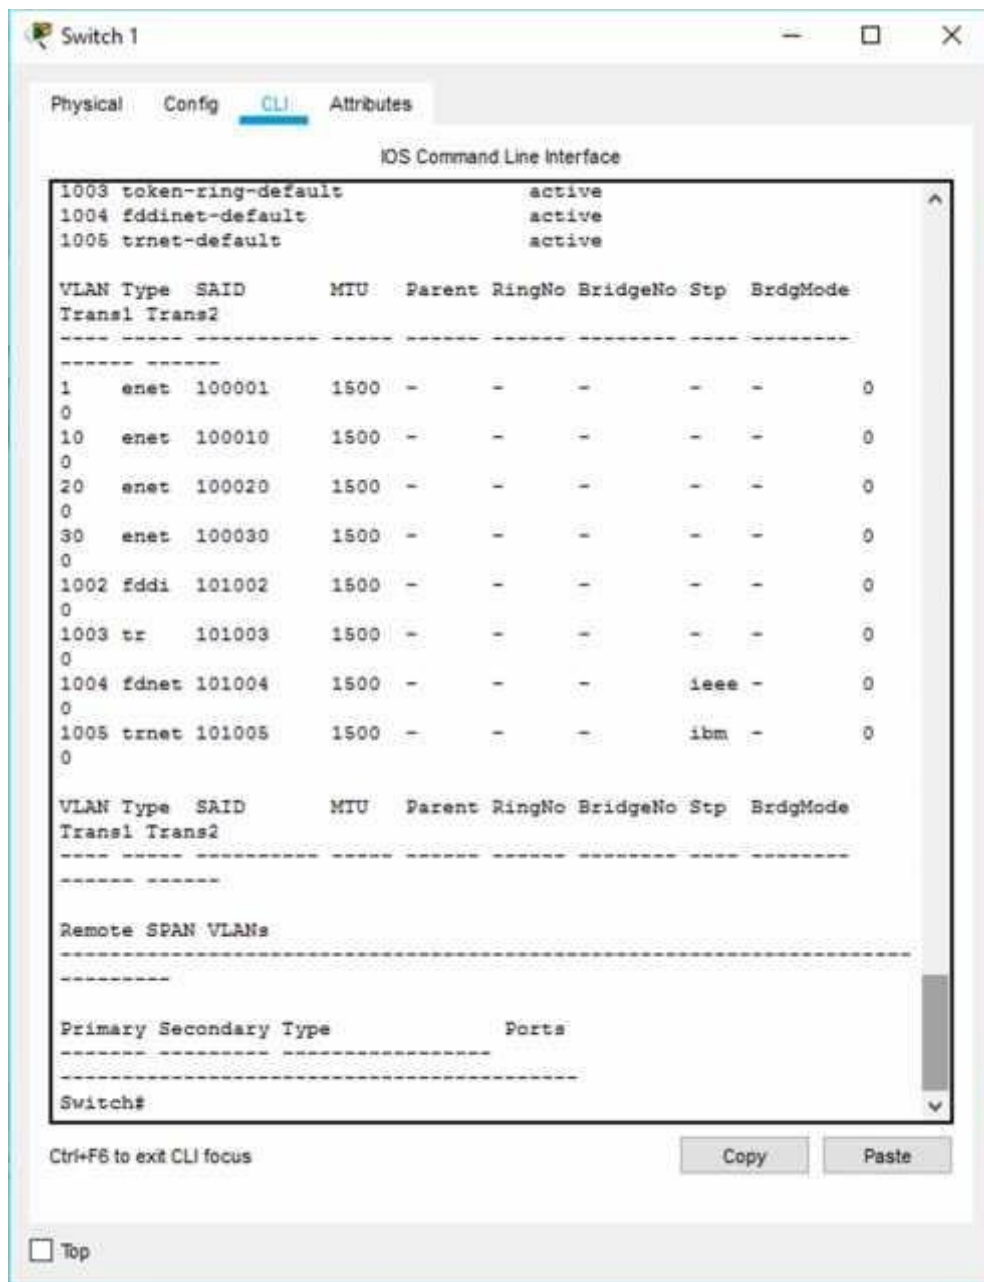 Switch 1
Physical Config CLI Attributes
IOS Command Line Interface
1003 token-ring-default active
1004 fddinet-default active
1005 trnet-default active
VLAN Type SAID MTU Parent RingNo BridgeNo Stp BrdgMode
Trans1 Trans2
---- ----- ---------- ----- ------ ------ -------- ---- --------
------ ------
1 enet 100001 1500 - - - - - 0
0
10 enet 100010 1500 - - - - - 0
0
20 enet 100020 1500 - - - - - 0
0
30 enet 100030 1500 - - - - - 0
0
1002 fddi 101002 1500 - - - - - 0
0
1003 tr 101003 1500 - - - - - 0
0
1004 fdnet 101004 1500 - - - ieee - 0
0
1005 trnet 101005 1500 - - - ibm - 0
0
VLAN Type SAID MTU Parent RingNo BridgeNo Stp BrdgMode
Trans1 Trans2
---- ----- ---------- ----- ------ ------ -------- ---- --------
------ ------
Remote SPAN VLANs
---------------------------------------------------------------------
---------
Primary Secondary Type Ports
------- --------- -----------------
------------------------------------------
Switch#
Ctrl+F6 to exit CLI focus
Copy Paste
Top